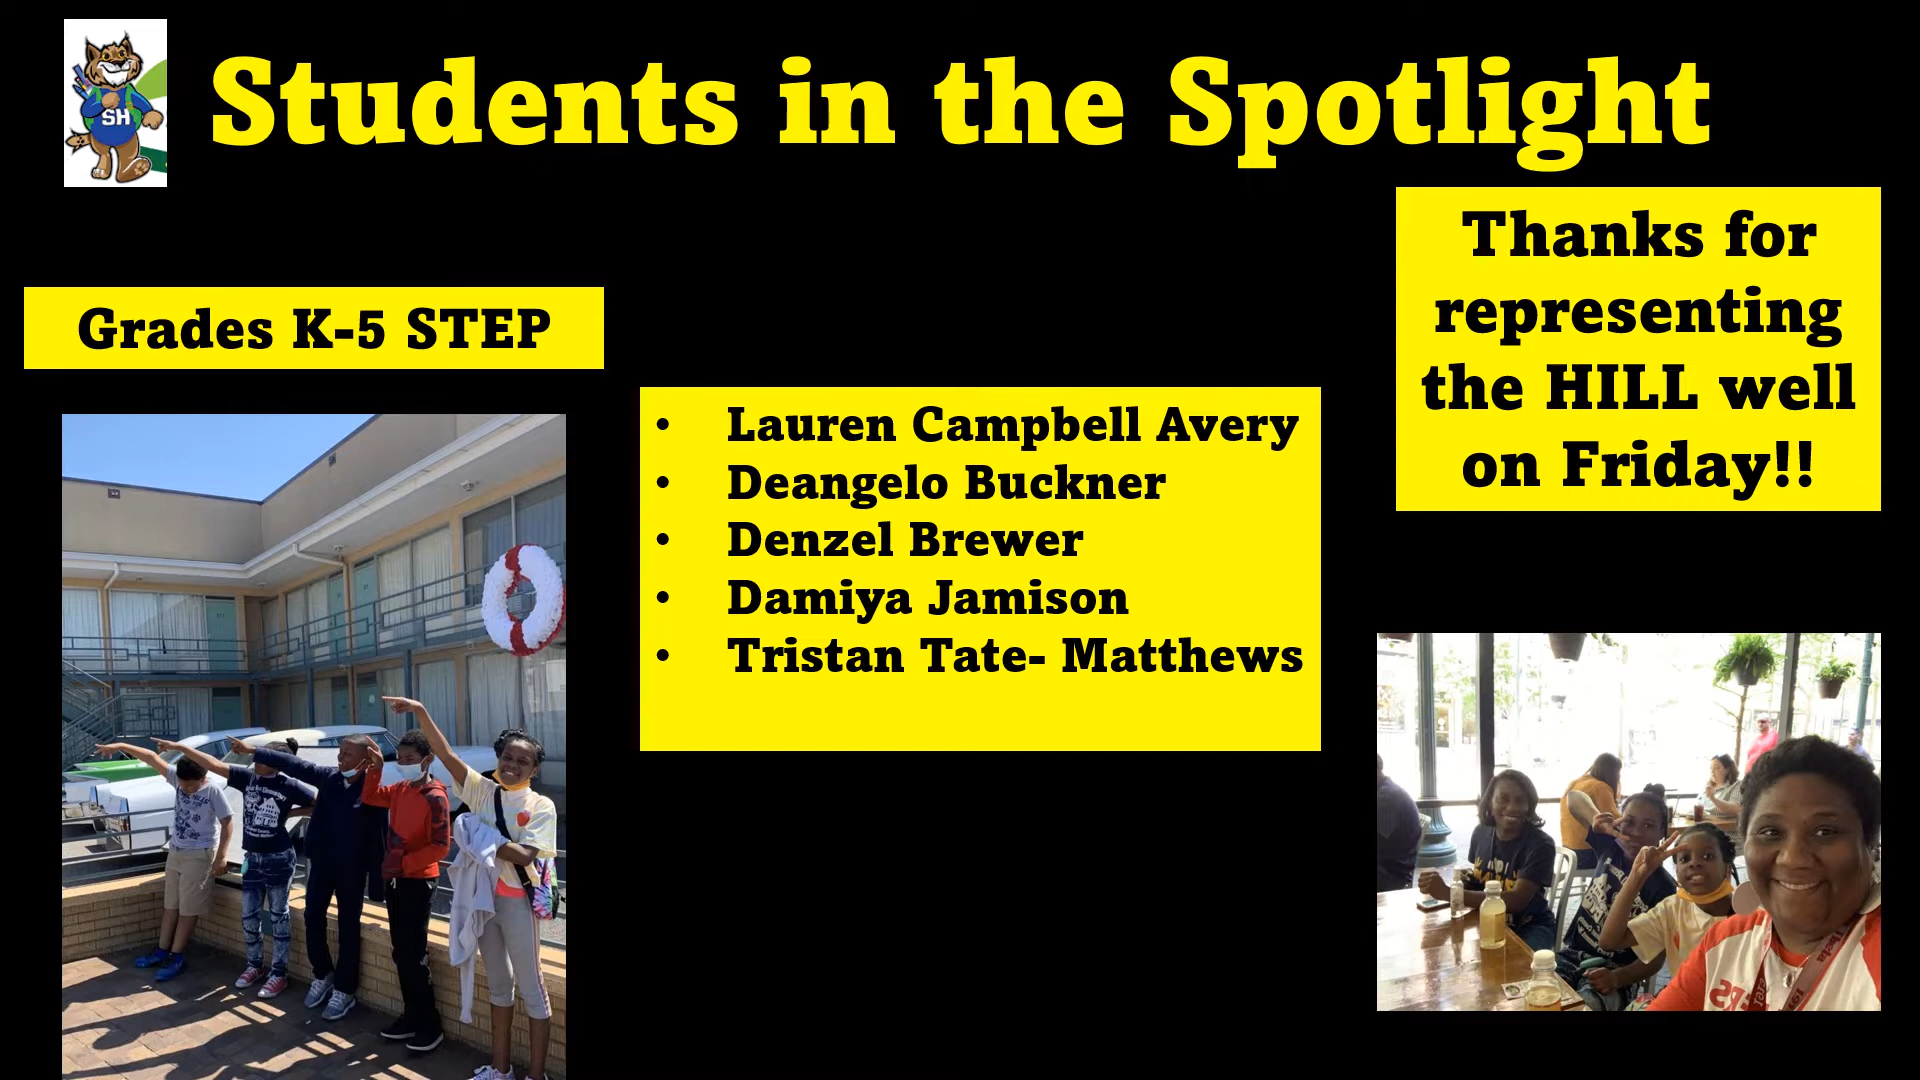 SH
Students in the Spotlight
Thanks for
representing
the HILL well
on Friday!!
Grades K-5 STEP
• Lauren Campbell Avery
• Deangelo Buckner
• Denzel Brewer
• Damiya Jamison
• Tristan Tate- Matthews